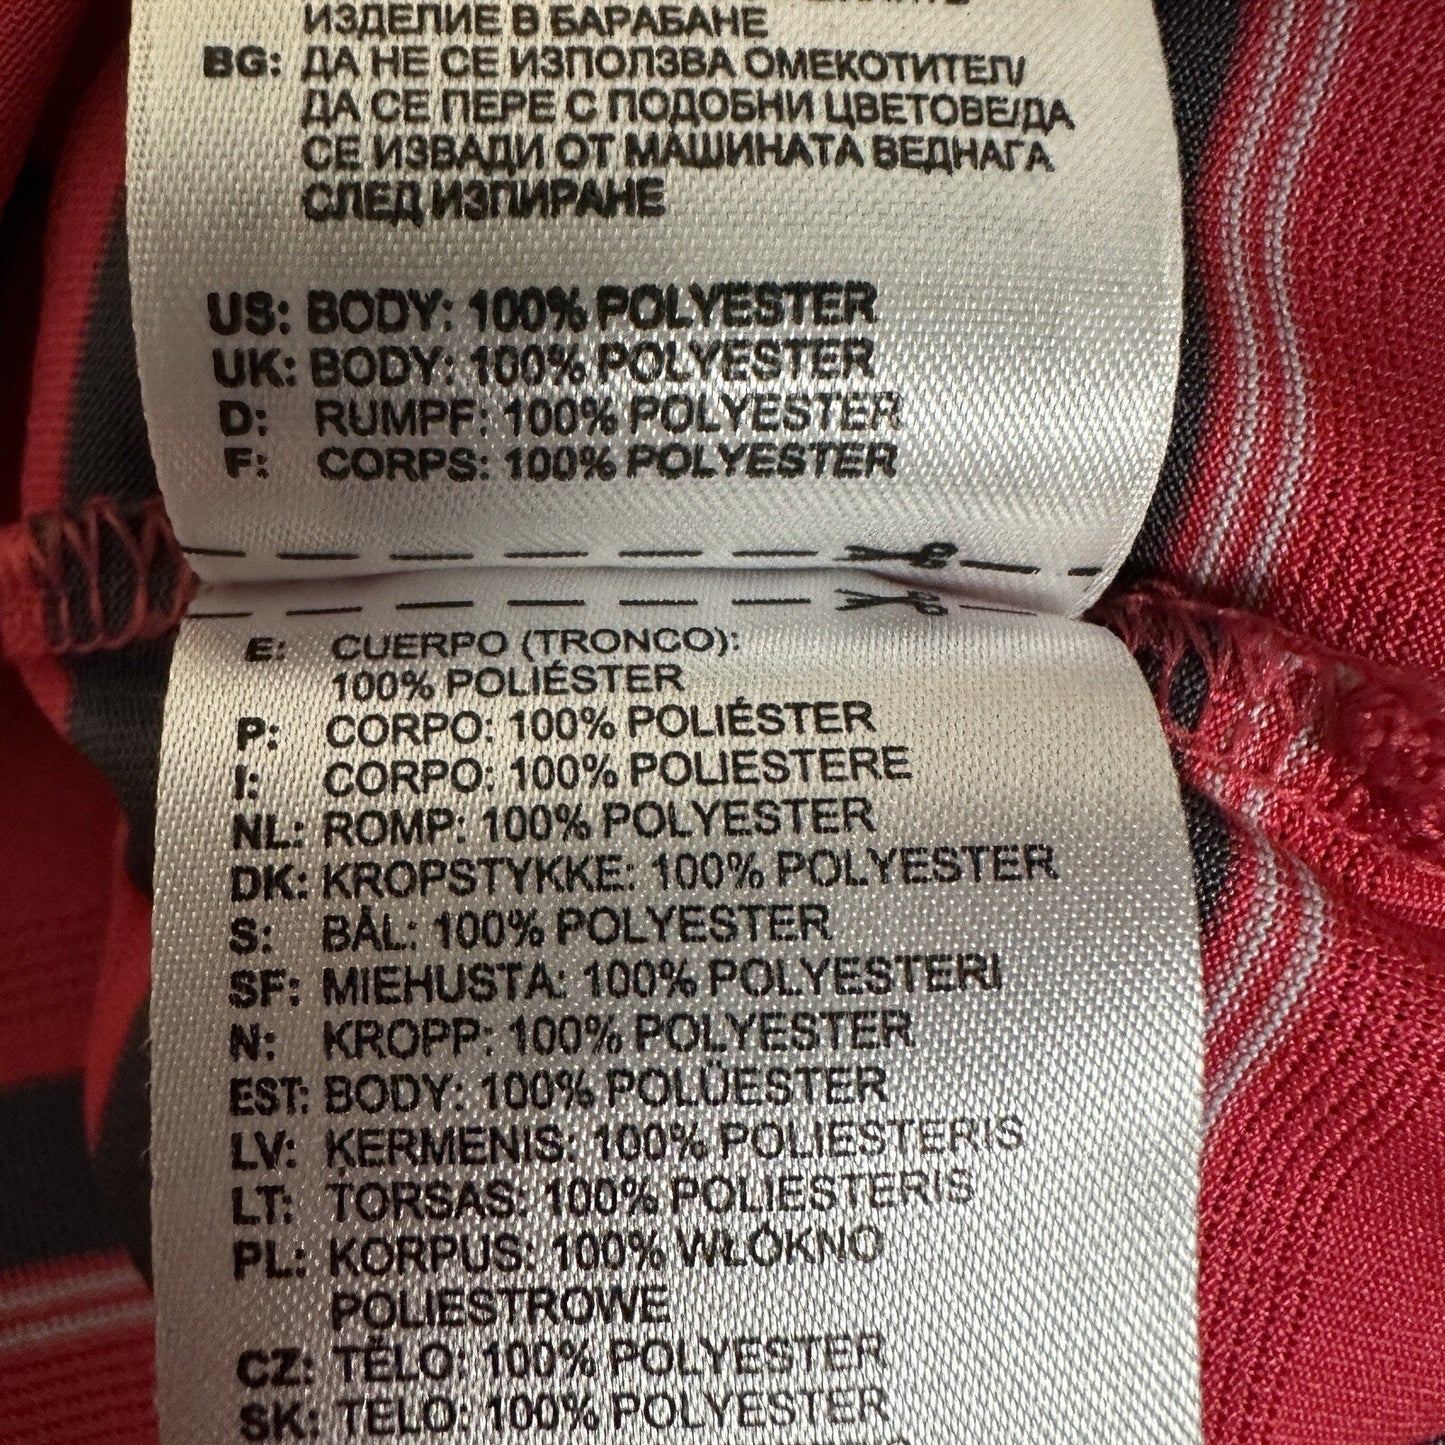 ИЗДЕЛИЕ В БАРАБАНЕ
BG: ДА НЕ СЕ ИЗПОЛЗВА ОМЕКОТИТЕЛ/
ДА СЕ ПЕРЕ С ПОДОБНИ ЦВЕТОВЕ/ДА
СЕ ИЗВАДИ ОТ МАШИНАТА ВЕДНАГА
СЛЕД ИЗПИРАНЕ
US: BODY: 100% POLYESTER
UK: BODY: 100% POLYESTER
D: RUMPF: 100% POLYESTER
F: CORPS: 100% POLYESTER
E: CUERPO (TRONCO):
100% POLIÉSTER
P: CORPO: 100% POLIÉSTER
I: CORPO: 100% POLIESTERE
NL: ROMP: 100% POLYESTER
DK: KROPSTYKKE: 100% POLYESTER
S: BÅL: 100% POLYESTER
SF: MIEHUSTA: 100% POLYESTERI
N: KROPP: 100% POLYESTER
EST: BODY: 100% POLÜESTER
LV: ĶERMENIS: 100% POLIESTERIS
LT: TORSAS: 100% POLIESTERIS
PL: KORPUS: 100% WŁÓKNO
POLIESTROWE
CZ: TĚLO: 100% POLYESTER
SK: TELO: 100% POLYESTER